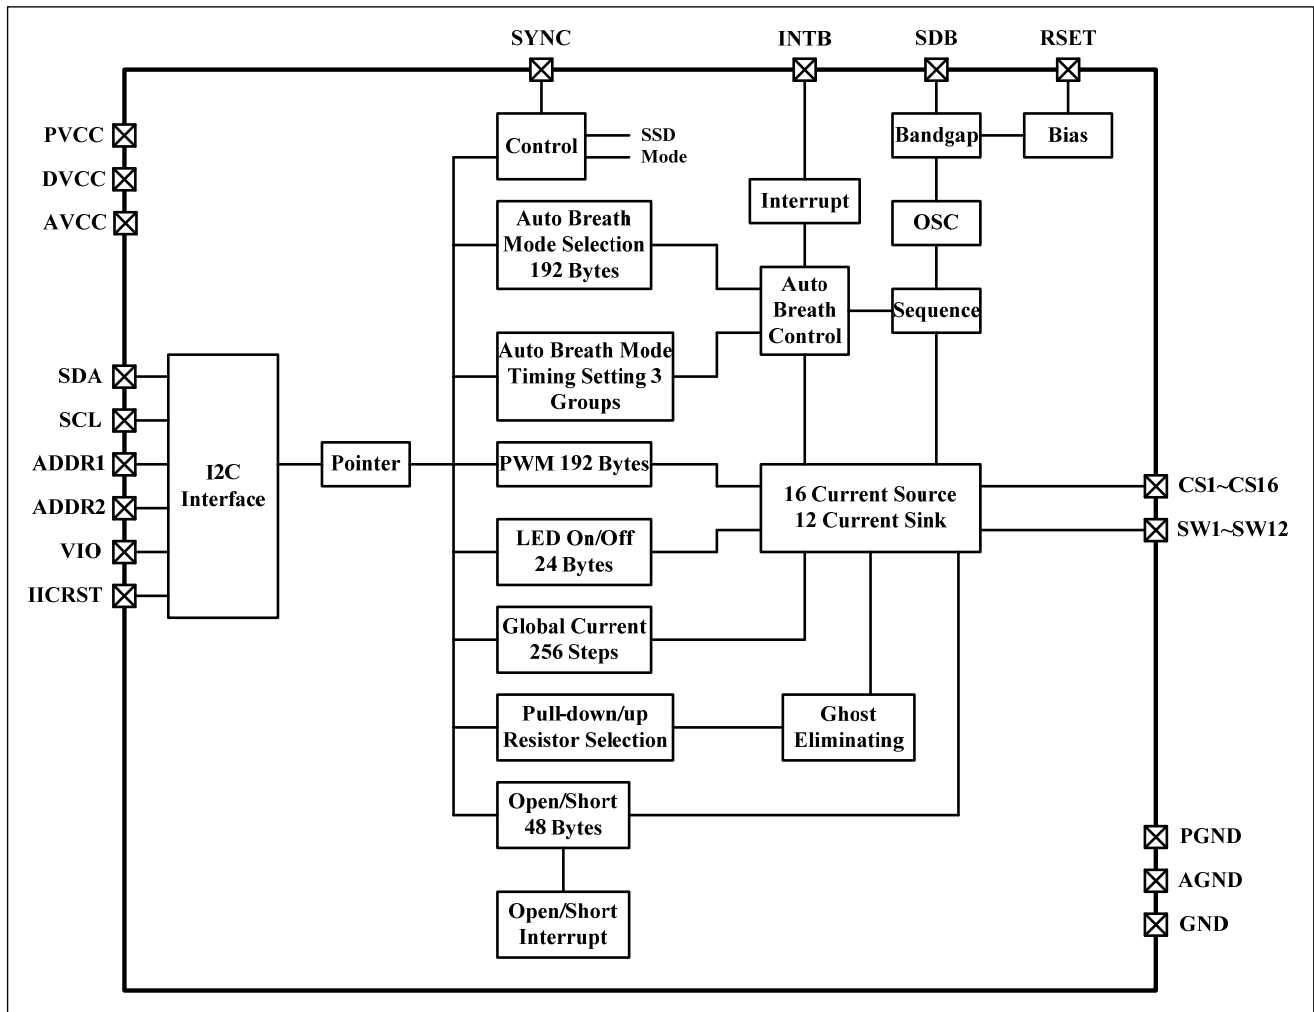 SYNC
INTB
SDB
RSET
PVCC
DVCC
AVCC
Control
SSD
Mode
Bandgap
Bias
Auto Breath
Mode Selection
192 Bytes
Interrupt
OSC
Auto
Breath
Control
Sequence
Auto Breath Mode
Timing Setting 3
Groups
SDA
SCL
ADDR1
ADDR2
VIO
IICRST
I2C
Interface
Pointer
PWM 192 Bytes
16 Current Source
12 Current Sink
CS1~CS16
SW1~SW12
LED On/Off
24 Bytes
Global Current
256 Steps
Pull-down/up
Resistor Selection
Ghost
Eliminating
Open/Short
48 Bytes
Open/Short
Interrupt
PGND
AGND
GND